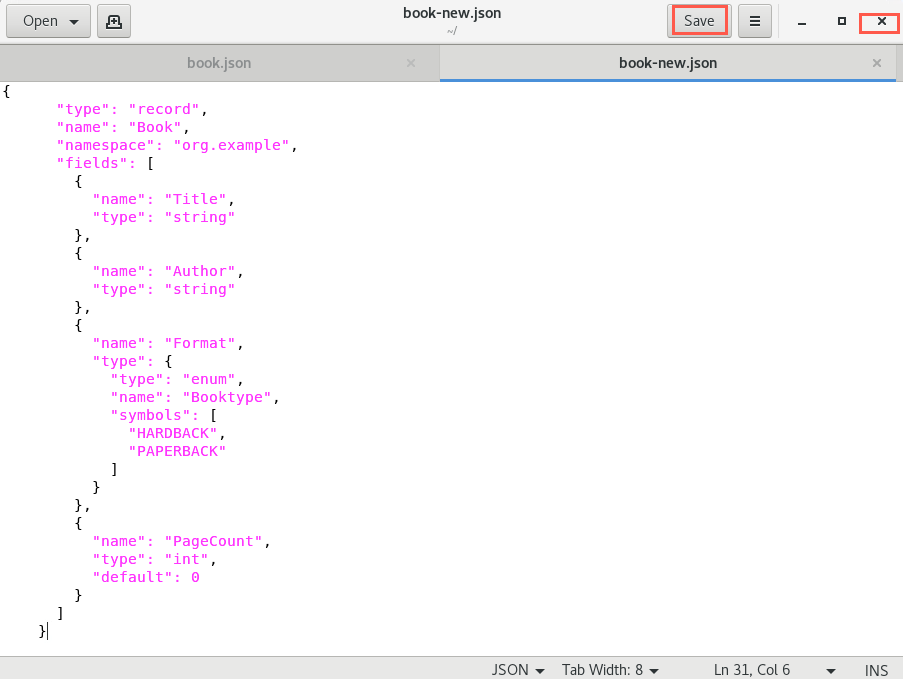 Open
book-new.json
~/
Save
book.json
book-new.json
{
"type": "record",
"name": "Book",
"namespace": "org.example",
"fields": [
{
"name": "Title",
"type": "string"
},
{
"name": "Author",
"type": "string"
},
{
"name": "Format",
"type": {
"type": "enum",
"name": "Booktype",
"symbols": [
"HARDBACK",
"PAPERBACK"
]
}
},
{
"name": "PageCount",
"type": "int",
"default": 0
}
]
}
JSON Tab Width: 8 Ln 31, Col 6 INS